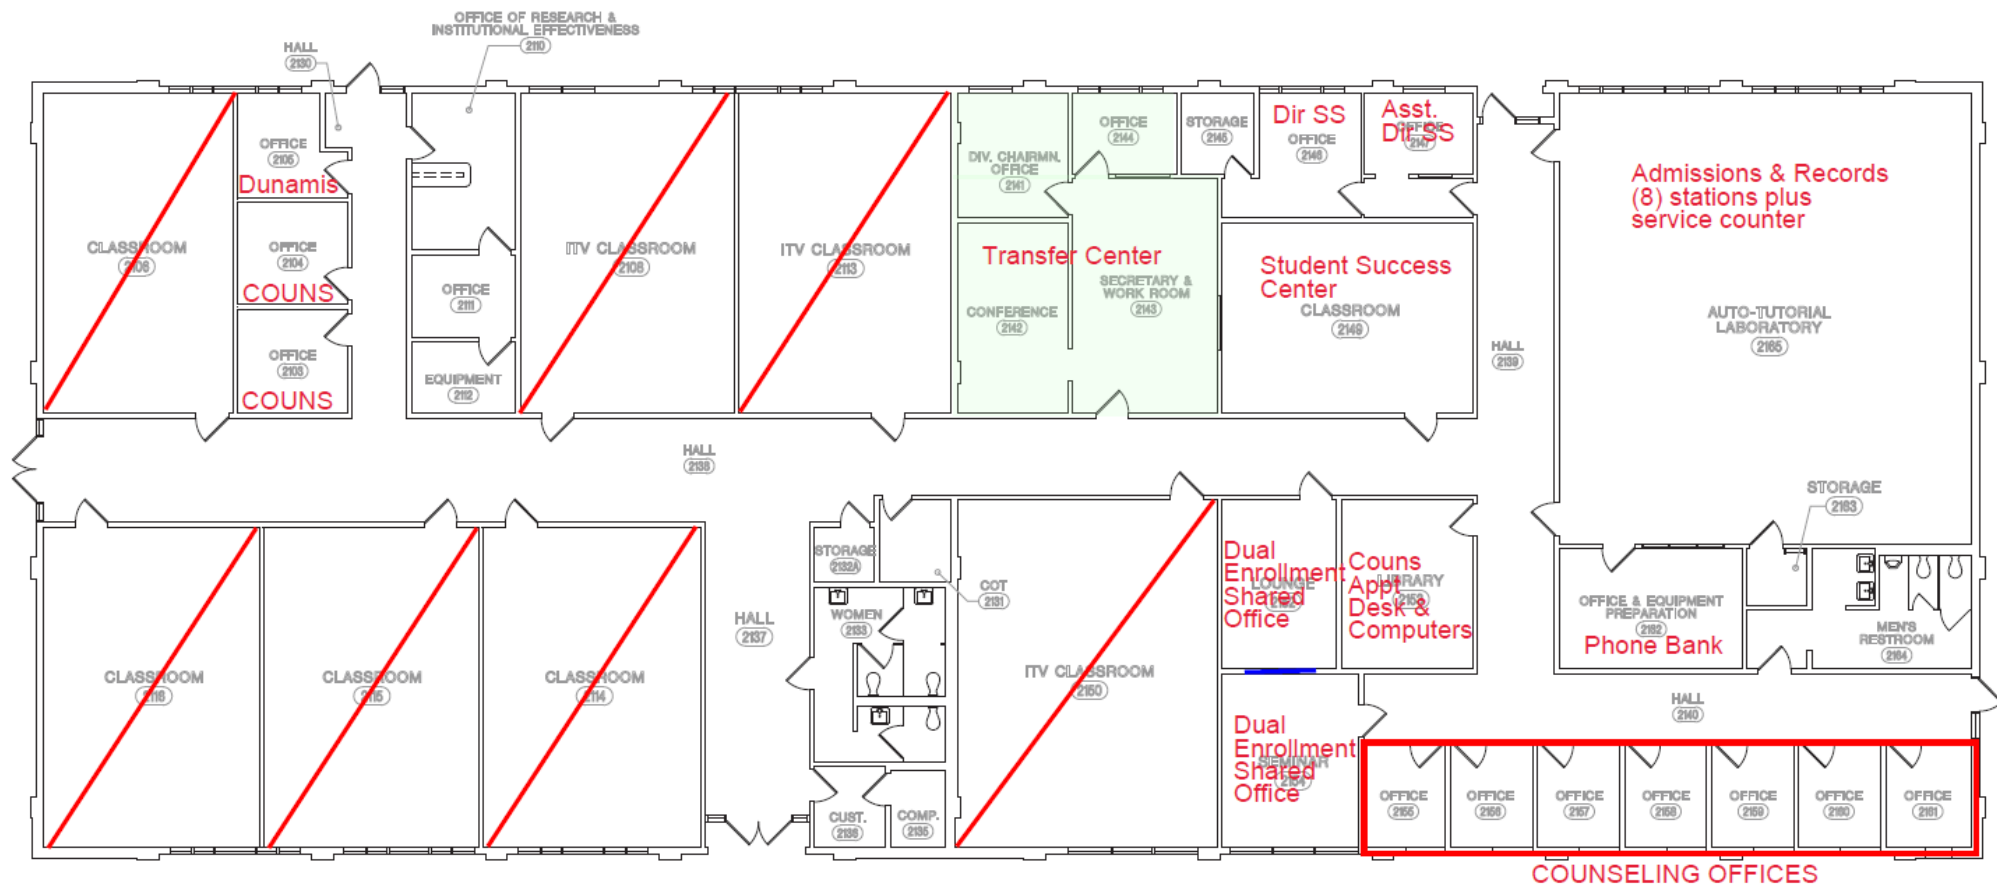 OFFICE OF RESEARCH &
INSTITUTIONAL EFFECTIVENESS
2110
HALL
2130
CLASSROOM
2106
OFFICE
2105
Dunamis
OFFICE
2104
COUNS
OFFICE
2103
COUNS
OFFICE
2111
EQUIPMENT
2112
ITV CLASSROOM
2108
ITV CLASSROOM
2113
DIV. CHAIRMN.
OFFICE
2141
OFFICE
2144
STORAGE
2145
Dir SS
OFFICE
2146
Asst.
Dir SS
OFFICE
2147
Transfer Center
CONFERENCE
2142
SECRETARY &
WORK ROOM
2143
Student Success
Center
CLASSROOM
2149
HALL
2139
Admissions & Records
(8) stations plus
service counter
AUTO-TUTORIAL
LABORATORY
2165
HALL
2138
STORAGE
2163
CLASSROOM
2116
CLASSROOM
2115
CLASSROOM
2114
HALL
2137
STORAGE
2132A
COT
2131
WOMEN
2133
CUST.
2136
COMP.
2135
ITV CLASSROOM
2150
Dual
Enrollment
Shared
Office
LOUNGE
Couns
Appt
Desk &
Computers
LIBRARY
2153
OFFICE & EQUIPMENT
PREPARATION
2162
Phone Bank
MEN'S
RESTROOM
2164
HALL
2140
Dual
Enrollment
Shared
Office
SEMINAR
2154
OFFICE
2155
OFFICE
2156
OFFICE
2157
OFFICE
2158
OFFICE
2159
OFFICE
2160
OFFICE
2161
COUNSELING OFFICES